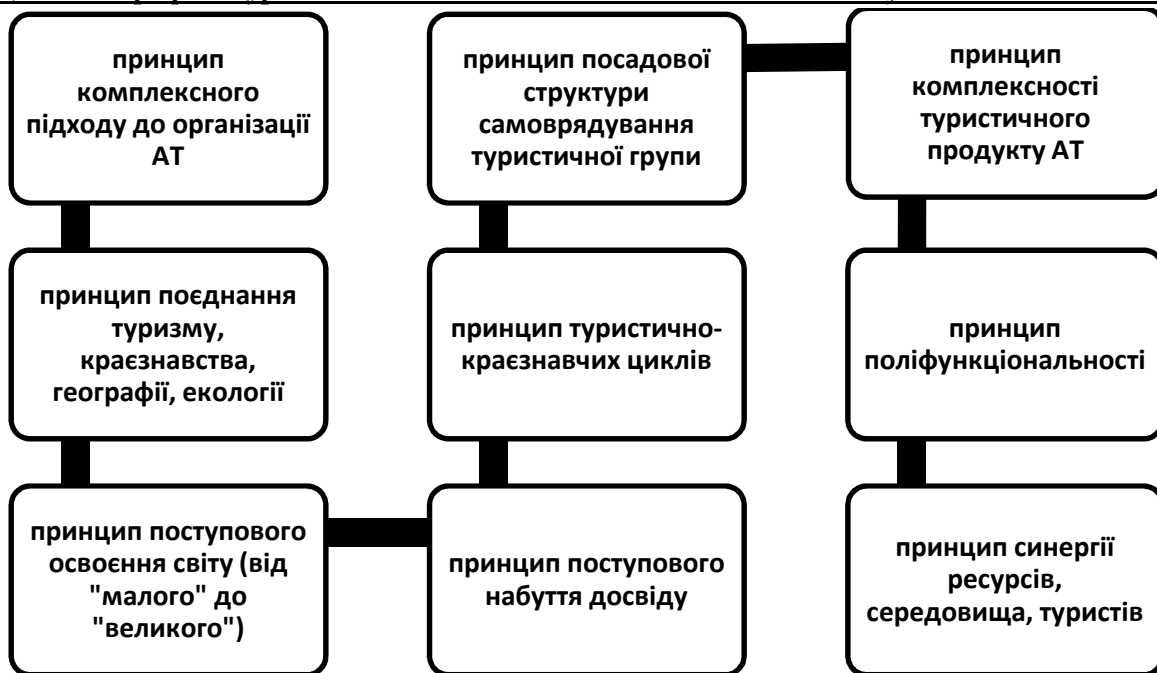 принцип
комплексного
підходу до організації
АТ
принцип поєднання
туризму,
краєзнавства,
географії, екології
принцип поступового
освоєння світу (від
"малого" до
"великого")
принцип поступового
набуття досвіду
принцип туристично-
краєзнавчих циклів
принцип посадової
структури
самоврядування
туристичної групи
принцип
комплексності
туристичного
продукту АТ
принцип
поліфункціональності
принцип синергії
ресурсів,
середовища, туристів